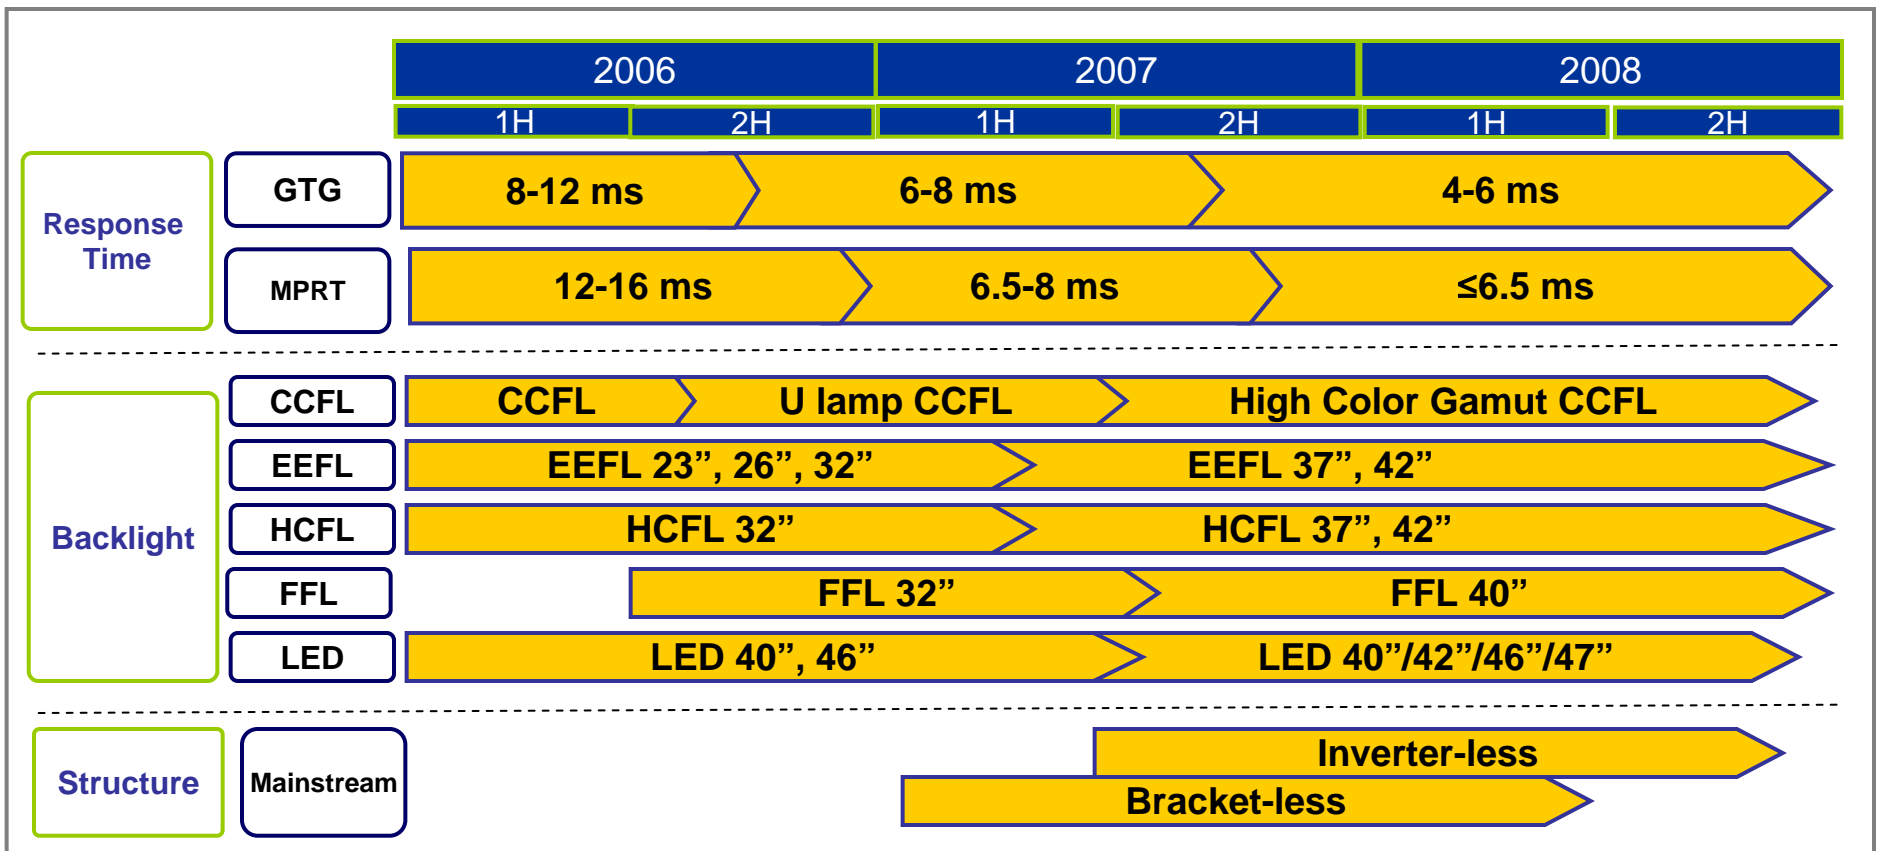 2006 2007 2008
1H 2H 1H 2H 1H 2H
Response
Time
GTG 8-12 ms 6-8 ms 4-6 ms
MPRT 12-16 ms 6.5-8 ms ≤6.5 ms
Backlight
CCFL CCFL U lamp CCFL High Color Gamut CCFL
EEFL EEFL 23”, 26”, 32” EEFL 37”, 42”
HCFL HCFL 32” HCFL 37”, 42”
FFL FFL 32” FFL 40”
LED LED 40”, 46” LED 40”/42”/46”/47”
Structure
Mainstream
Inverter-less
Bracket-less